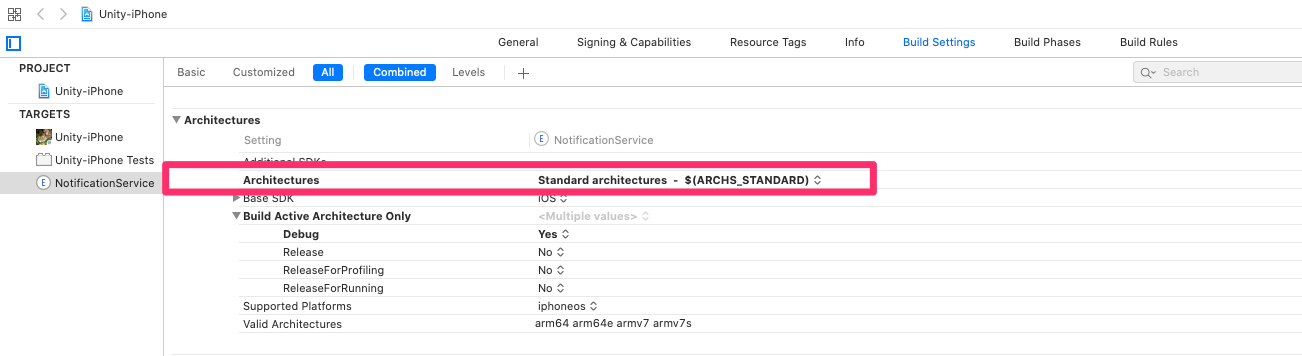 Unity-iPhone
General Signing & Capabilities Resource Tags Info Build Settings Build Phases Build Rules
PROJECT
Unity-iPhone
TARGETS
Unity-iPhone
Unity-iPhone Tests
E NotificationService
Basic Customized All Combined Levels + Search
Architectures
Setting E NotificationService
Additional SDKs
Architectures Standard architectures - $(ARCHS_STANDARD)
Base SDK iOS
Build Active Architecture Only <Multiple values>
Debug Yes
Release No
ReleaseForProfiling No
ReleaseForRunning No
Supported Platforms iphoneos
Valid Architectures arm64 arm64e armv7 armv7s